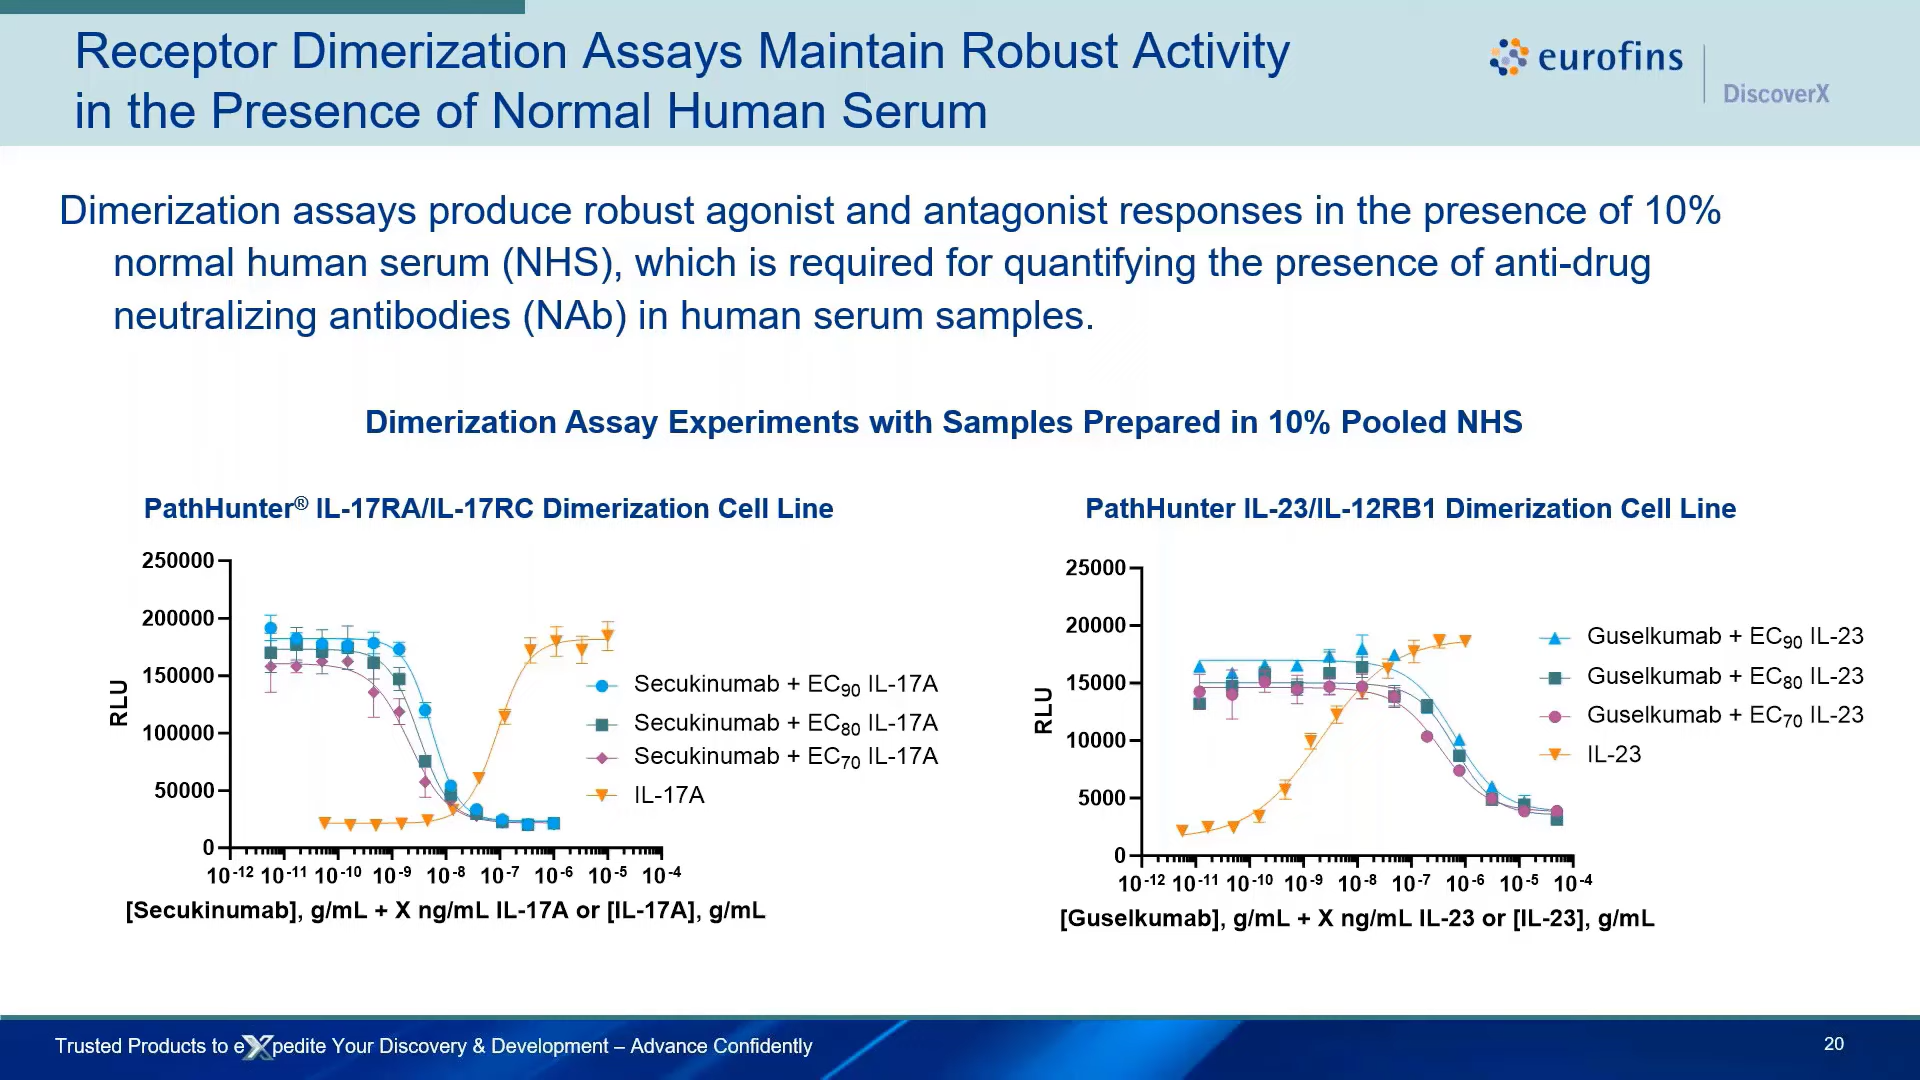 Receptor Dimerization Assays Maintain Robust Activity
in the Presence of Normal Human Serum
eurofins
DiscoverX
Dimerization assays produce robust agonist and antagonist responses in the presence of 10%
normal human serum (NHS), which is required for quantifying the presence of anti-drug
neutralizing antibodies (NAb) in human serum samples.
Dimerization Assay Experiments with Samples Prepared in 10% Pooled NHS
PathHunter® IL-17RA/IL-17RC Dimerization Cell Line
250000
200000
150000
100000
50000
0
RLU
10-12 10-11 10-10 10-9 10-8 10-7 10-6 10-5 10-4
[Secukinumab], g/mL + X ng/mL IL-17A or [IL-17A], g/mL
Secukinumab + EC90 IL-17A
Secukinumab + EC80 IL-17A
Secukinumab + EC70 IL-17A
IL-17A
PathHunter IL-23/IL-12RB1 Dimerization Cell Line
25000
20000
15000
10000
5000
0
RLU
10-12 10-11 10-10 10-9 10-8 10-7 10-6 10-5 10-4
[Guselkumab], g/mL + X ng/mL IL-23 or [IL-23], g/mL
Guselkumab + EC90 IL-23
Guselkumab + EC80 IL-23
Guselkumab + EC70 IL-23
IL-23
Trusted Products to eXpedite Your Discovery & Development – Advance Confidently
20